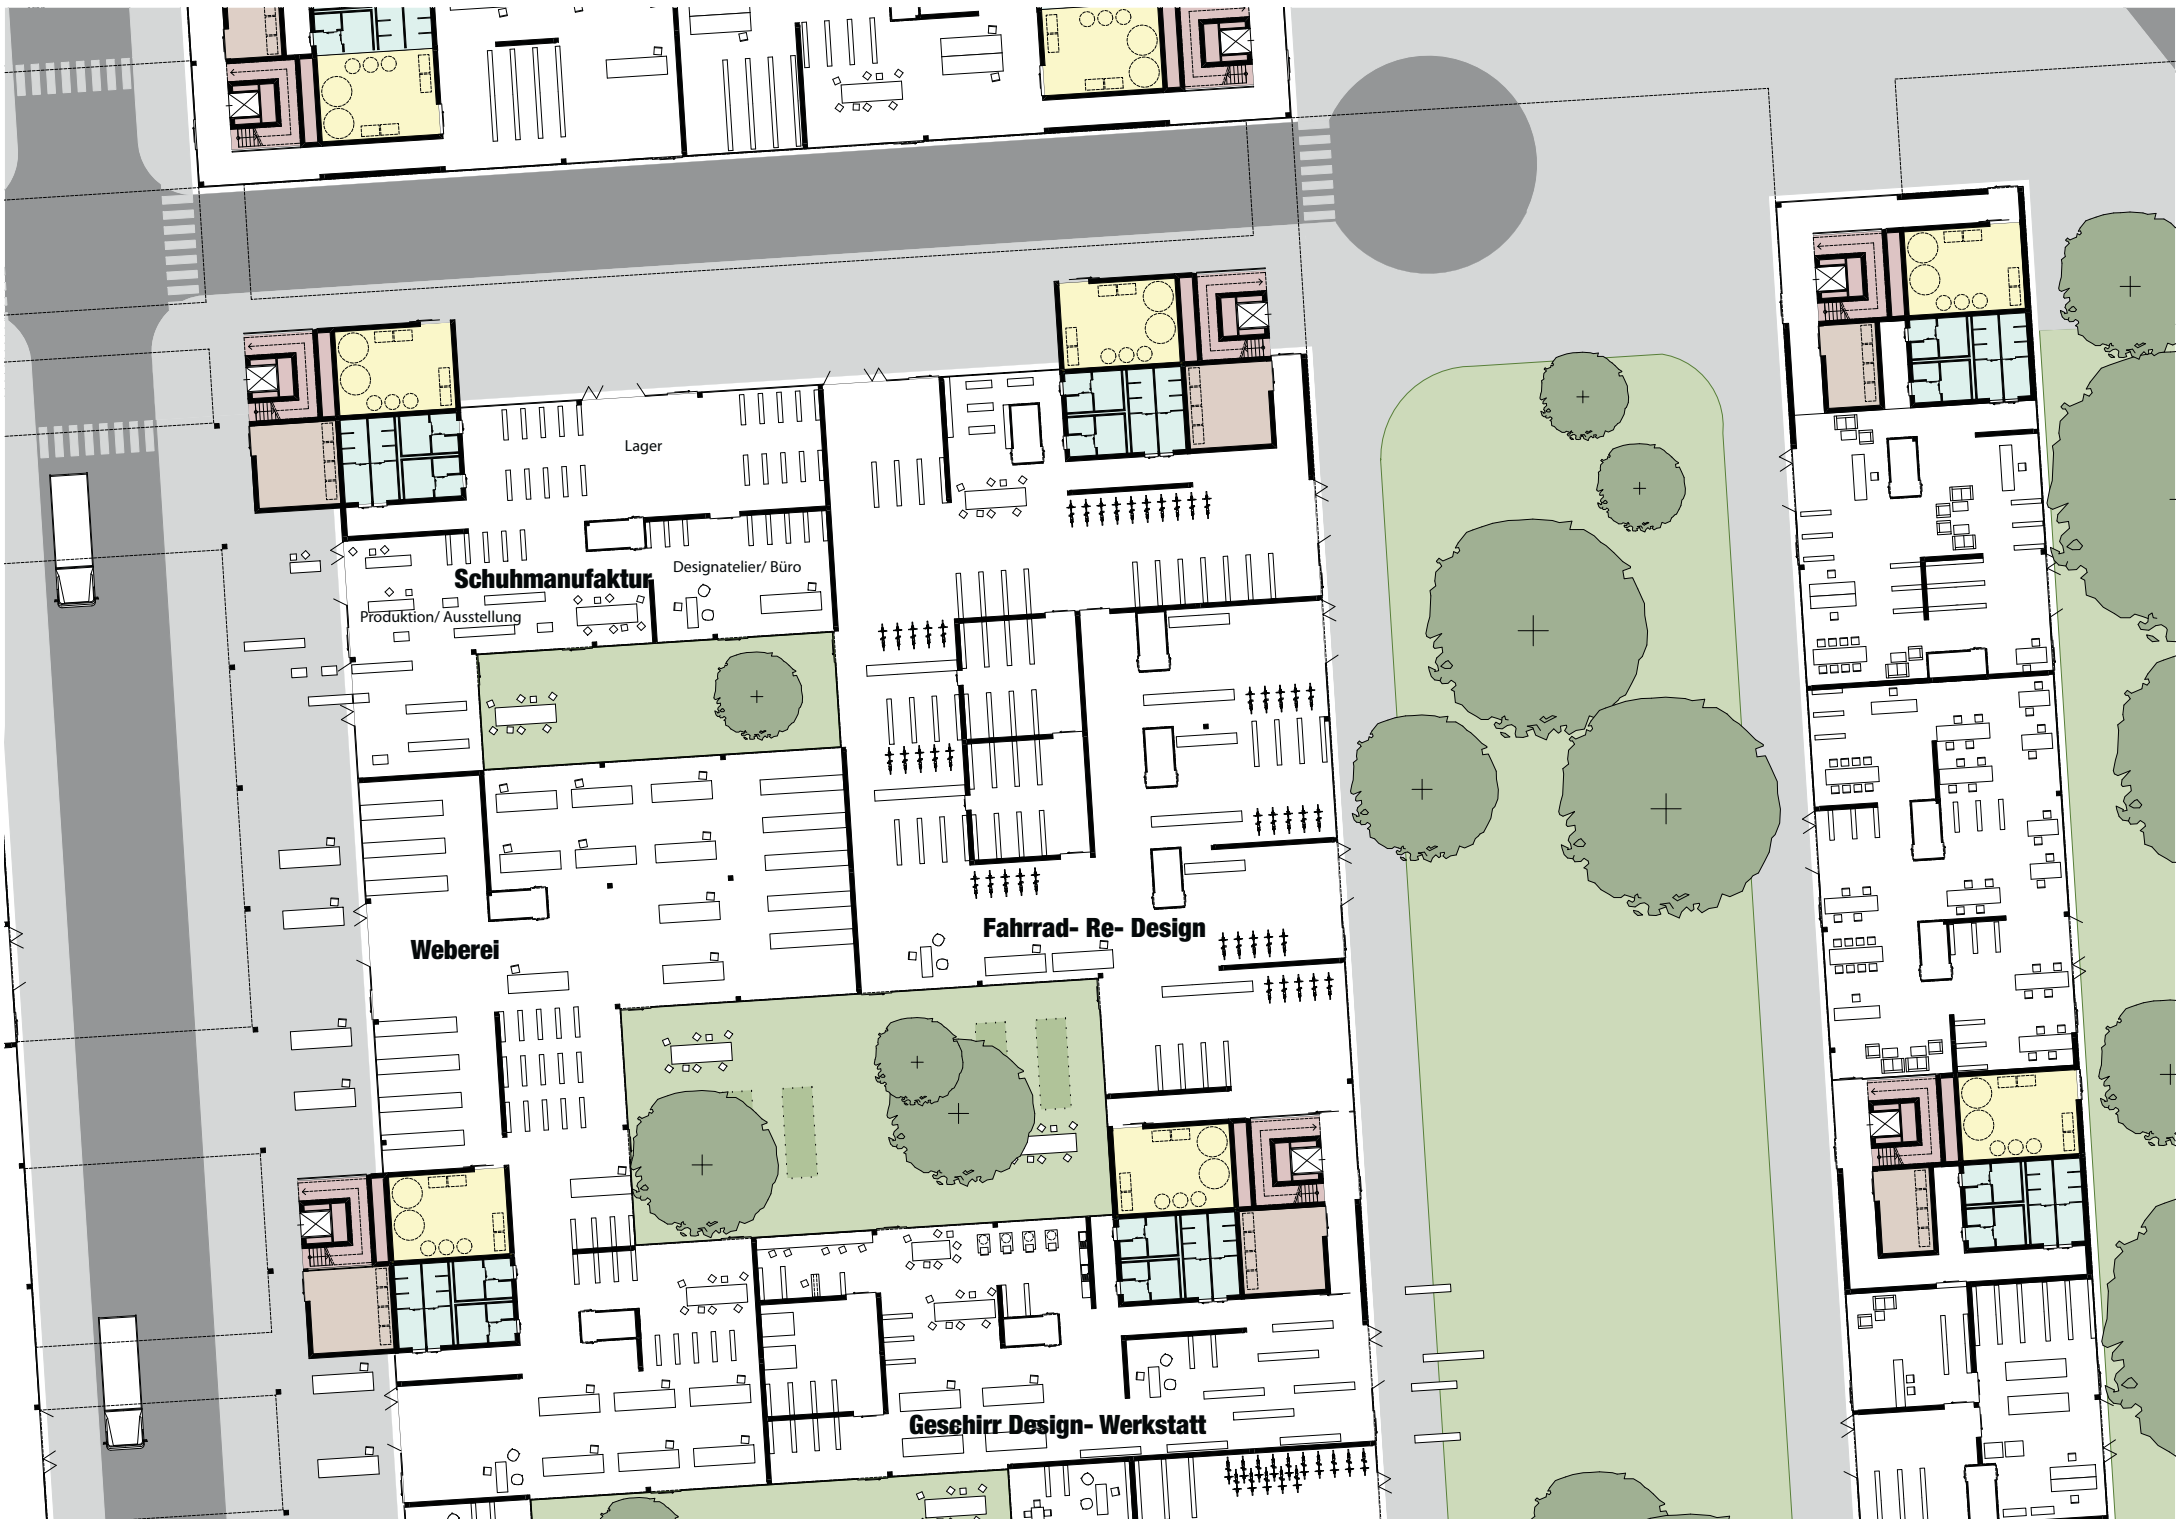 Lager
Designatelier/ Büro
Schuhmanufaktur
Produktion/ Ausstellung
Fahrrad- Re- Design
Weberei
Geschirr Design- Werkstatt